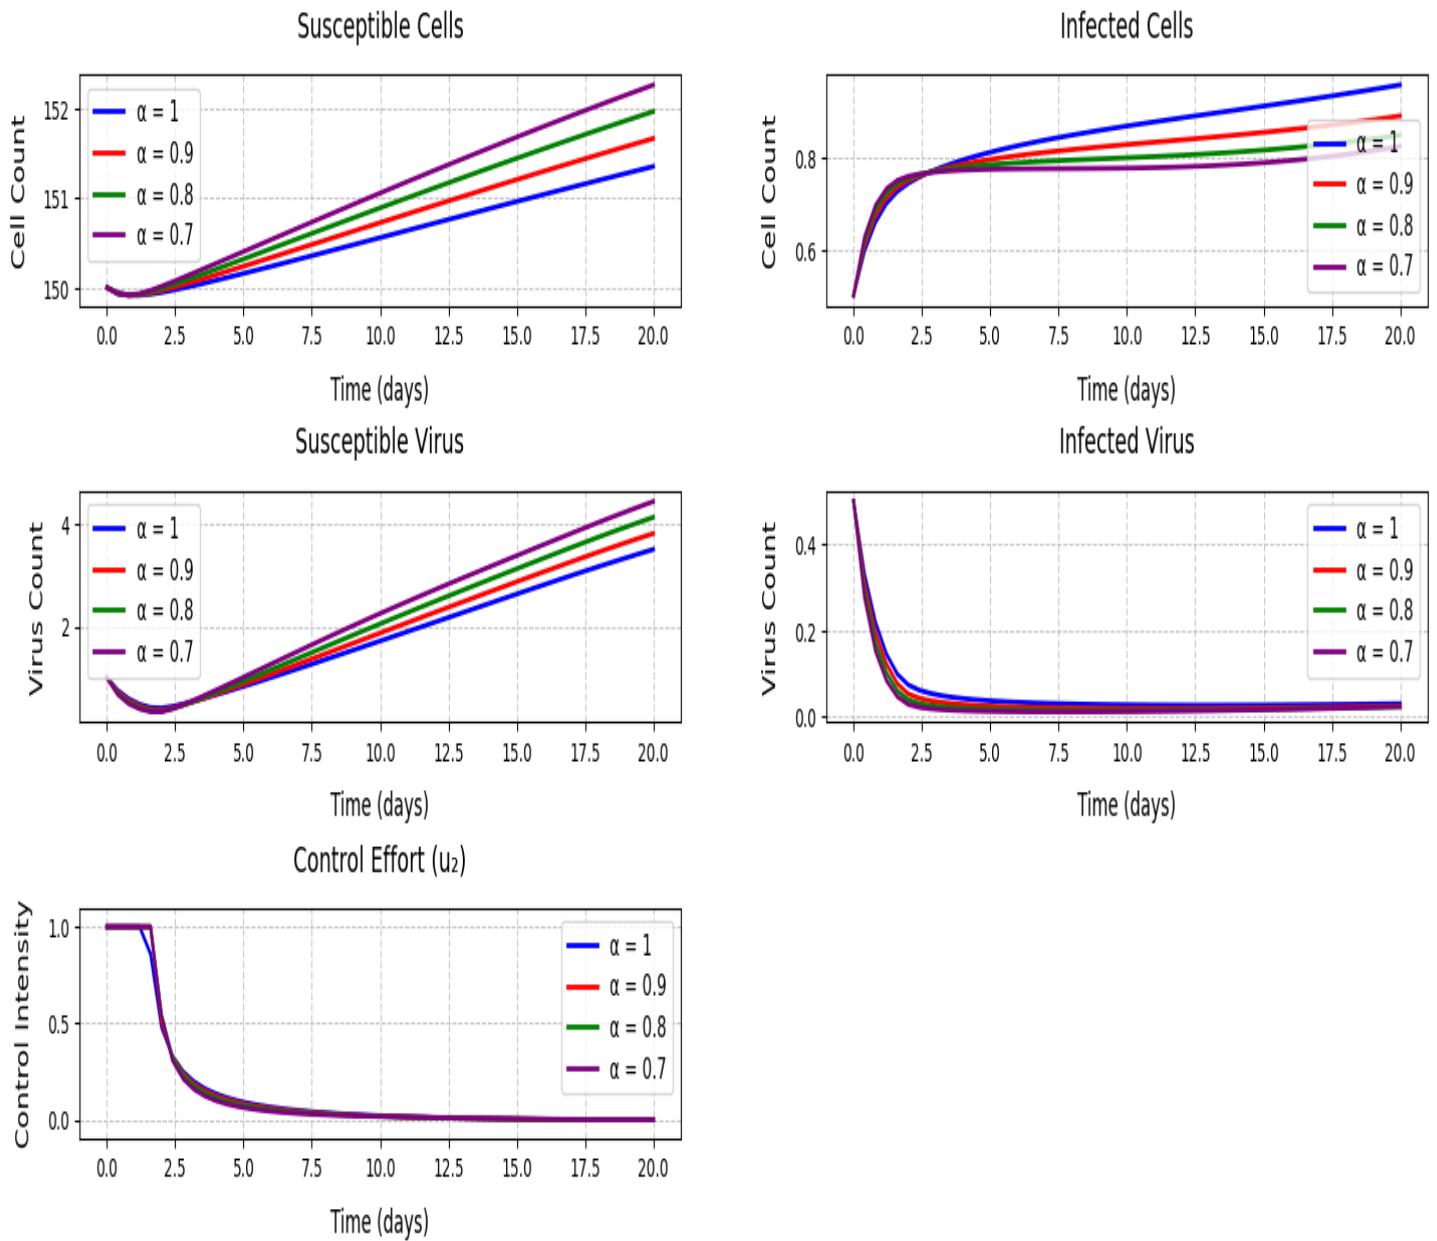 Susceptible Cells
Cell Count
152
151
150
α = 1
α = 0.9
α = 0.8
α = 0.7
0.0 2.5 5.0 7.5 10.0 12.5 15.0 17.5 20.0
Time (days)
Infected Cells
Cell Count
0.8
0.6
α = 1
α = 0.9
α = 0.8
α = 0.7
0.0 2.5 5.0 7.5 10.0 12.5 15.0 17.5 20.0
Time (days)
Susceptible Virus
Virus Count
4
2
α = 1
α = 0.9
α = 0.8
α = 0.7
0.0 2.5 5.0 7.5 10.0 12.5 15.0 17.5 20.0
Time (days)
Infected Virus
Virus Count
0.4
0.2
0.0
α = 1
α = 0.9
α = 0.8
α = 0.7
0.0 2.5 5.0 7.5 10.0 12.5 15.0 17.5 20.0
Time (days)
Control Effort (u₂)
Control Intensity
1.0
0.5
0.0
α = 1
α = 0.9
α = 0.8
α = 0.7
0.0 2.5 5.0 7.5 10.0 12.5 15.0 17.5 20.0
Time (days)